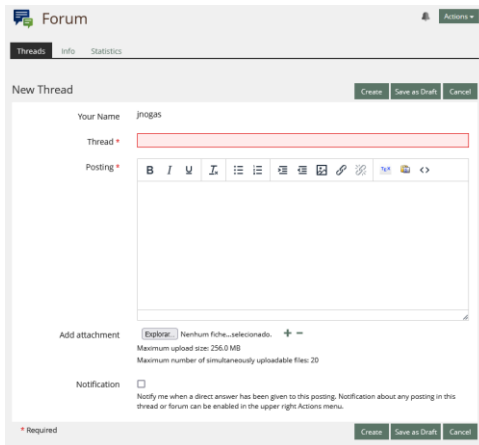 Forum
Actions
Threads Info Statistics
New Thread
Create Save as Draft Cancel
Your Name jnogas
Thread *
Posting *
B I U Tx TEX <>
Add attachment Explorar... Nenhum fiche...selecionado. + −
Maximum upload size: 256.0 MB
Maximum number of simultaneously uploadable files: 20
Notification
Notify me when a direct answer has been given to this posting. Notification about any posting in this
thread or forum can be enabled in the upper right Actions menu.
* Required
Create Save as Draft Cancel